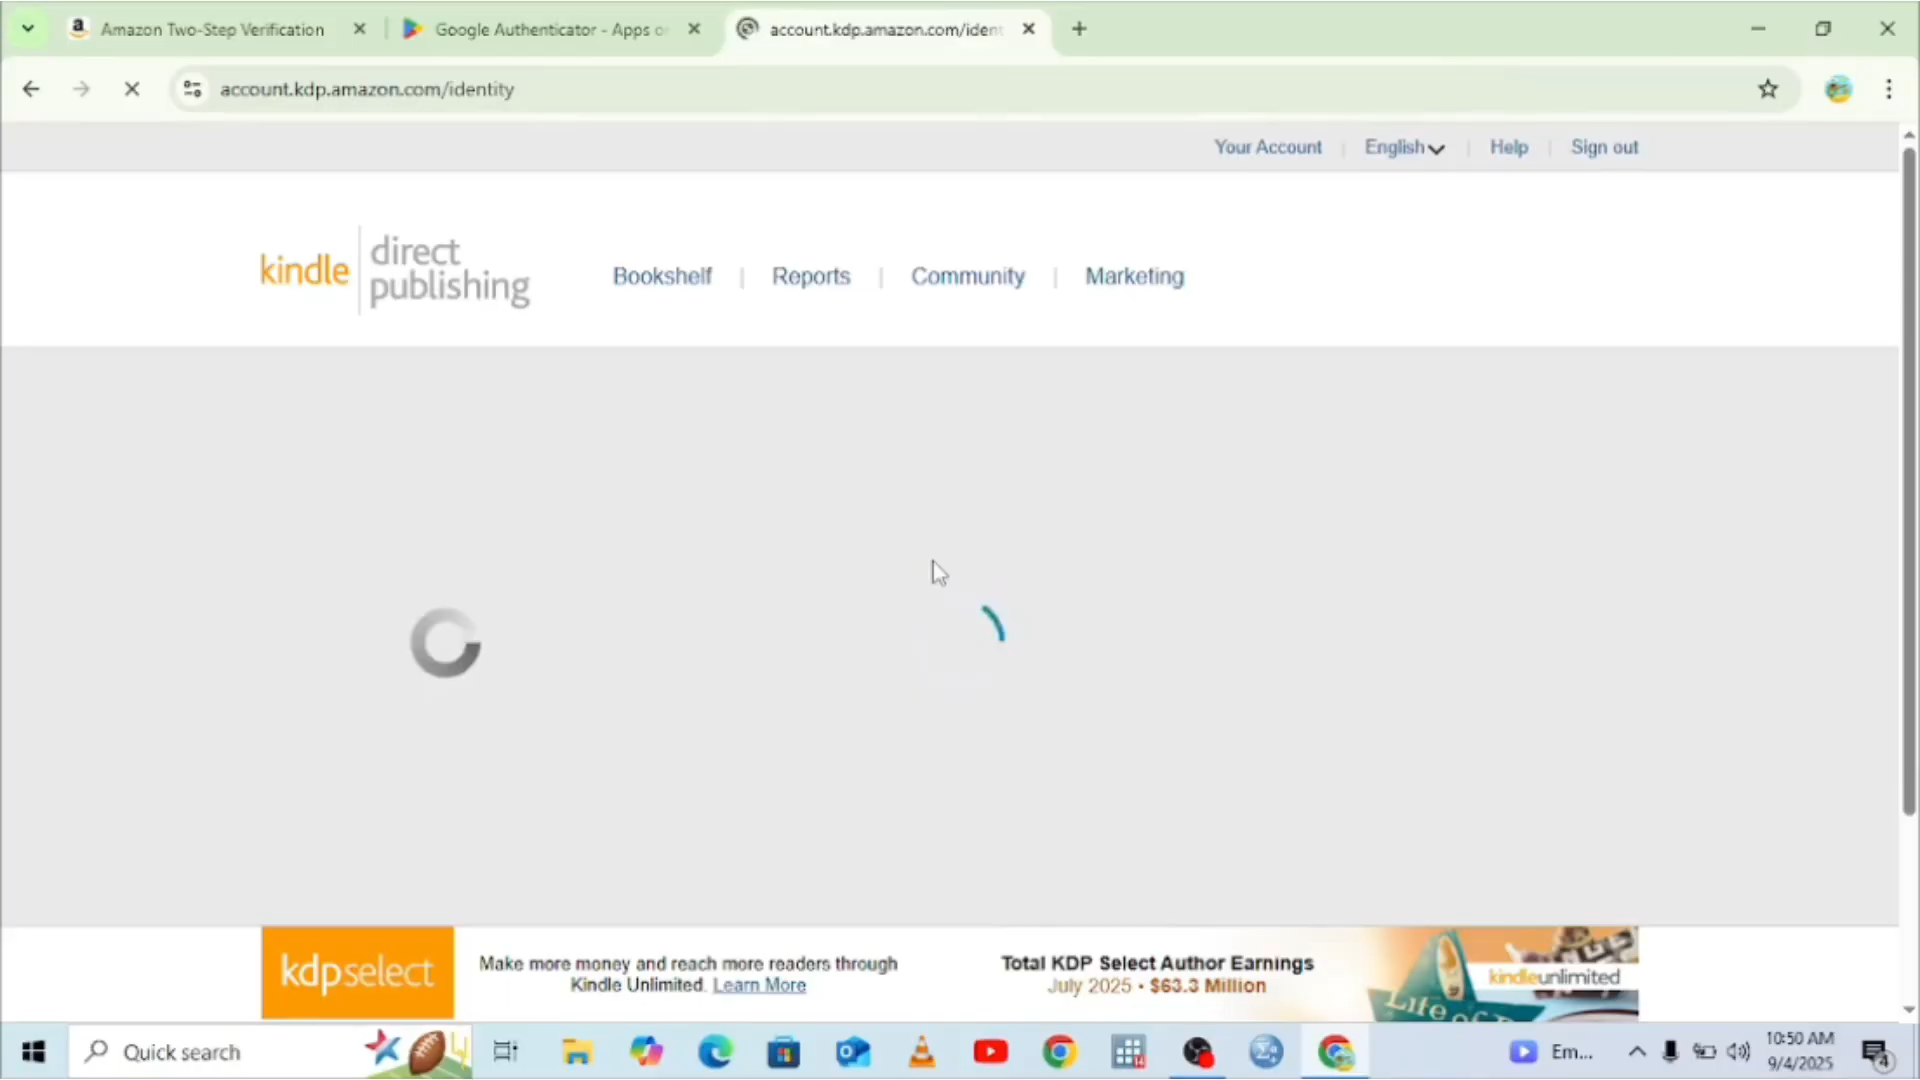 Amazon Two-Step Verification
Google Authenticator - Apps o
account.kdp.amazon.com/ident
account.kdp.amazon.com/identity
Your Account
English
Help
Sign out
kindle
direct
publishing
Bookshelf
Reports
Community
Marketing
kdpselect
Make more money and reach more readers through
Kindle Unlimited. Learn More
Total KDP Select Author Earnings
July 2025 • $63.3 Million
kindleunlimited
Life of
Quick search
Em...
10:50 AM
9/4/2025
4